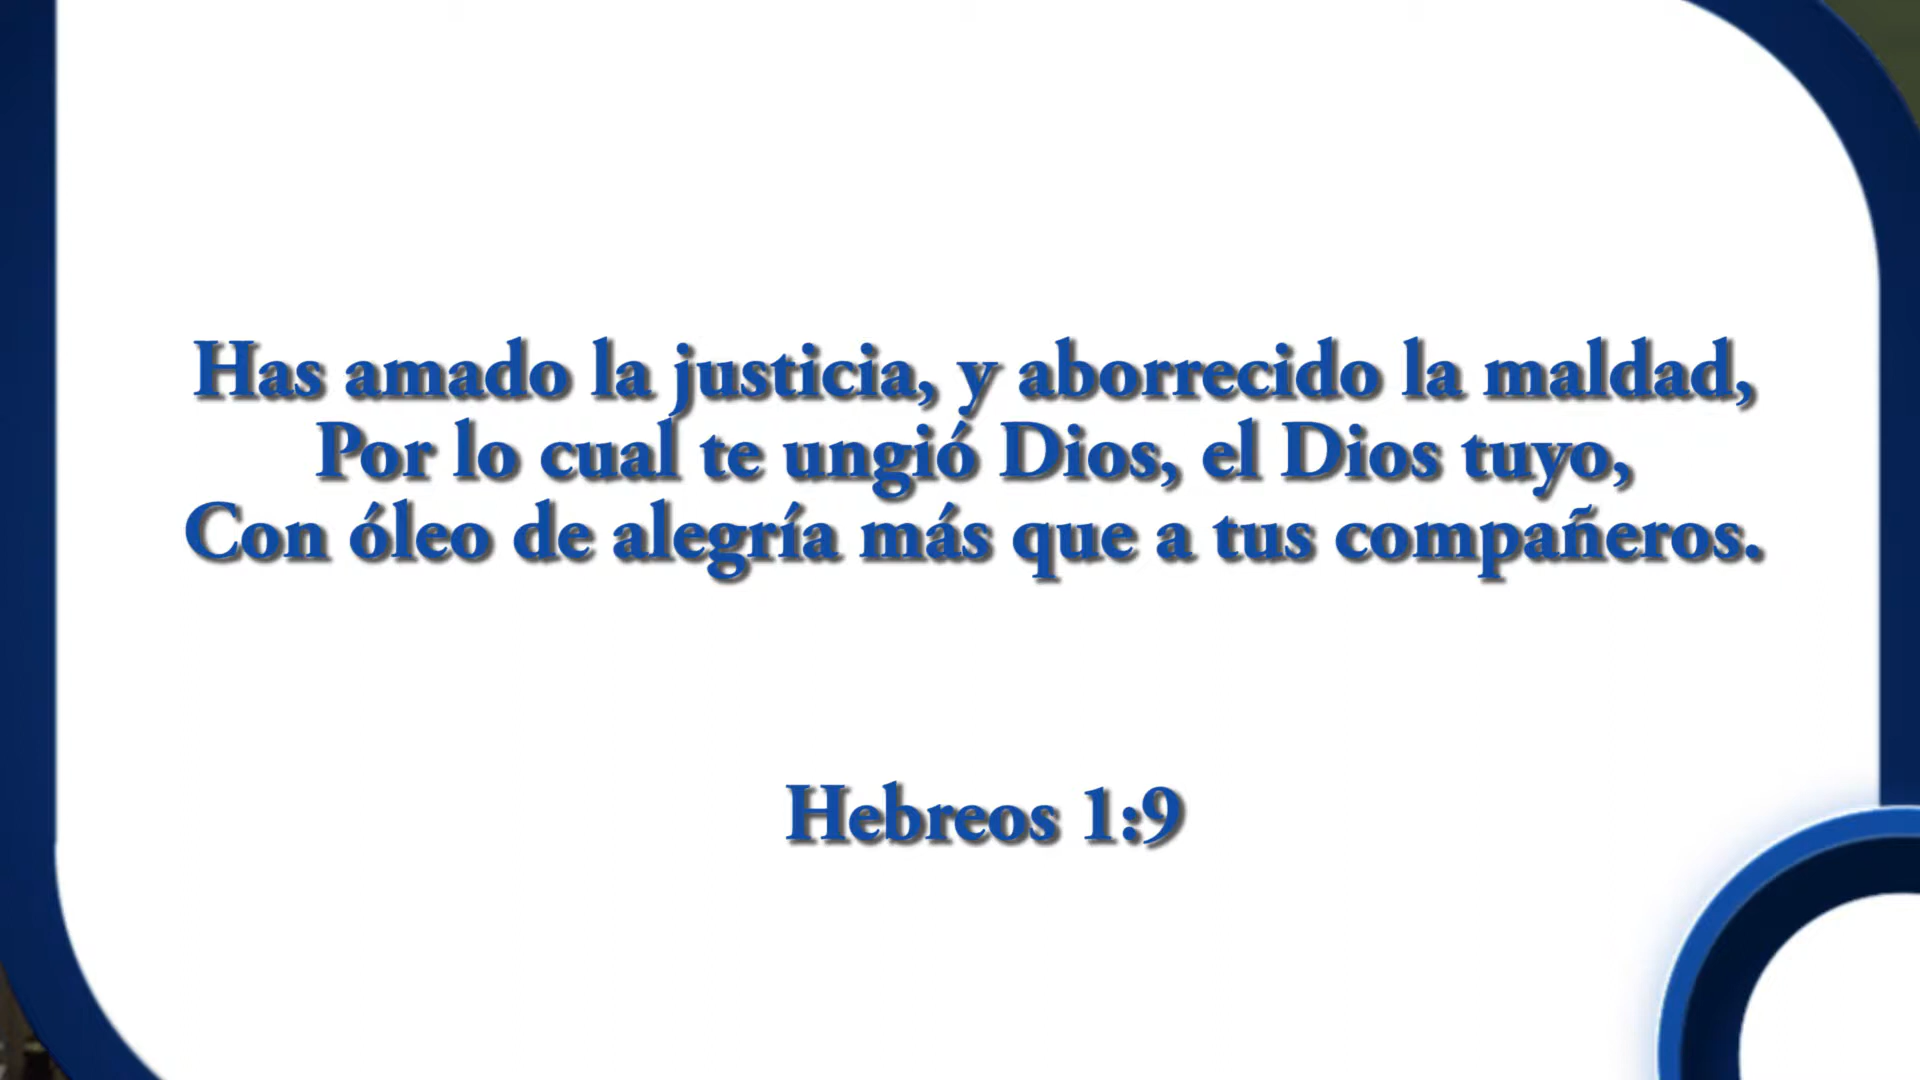 Has amado la justicia, y aborrecido la maldad,
Por lo cual te ungió Dios, el Dios tuyo,
Con óleo de alegría más que a tus compañeros.
Hebreos 1:9